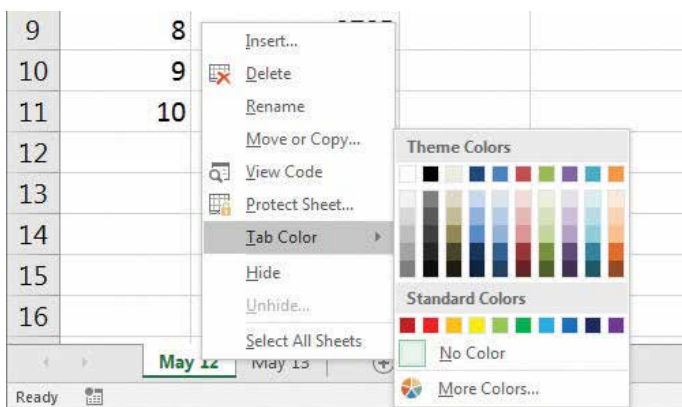 9 8
Insert...
10 9
Delete
11 10
Rename
Move or Copy...
12
View Code
13
Protect Sheet...
14
Tab Color
15
Hide
16
Unhide...
Select All Sheets
Theme Colors
Standard Colors
No Color
More Colors...
May 12 May 13
Ready